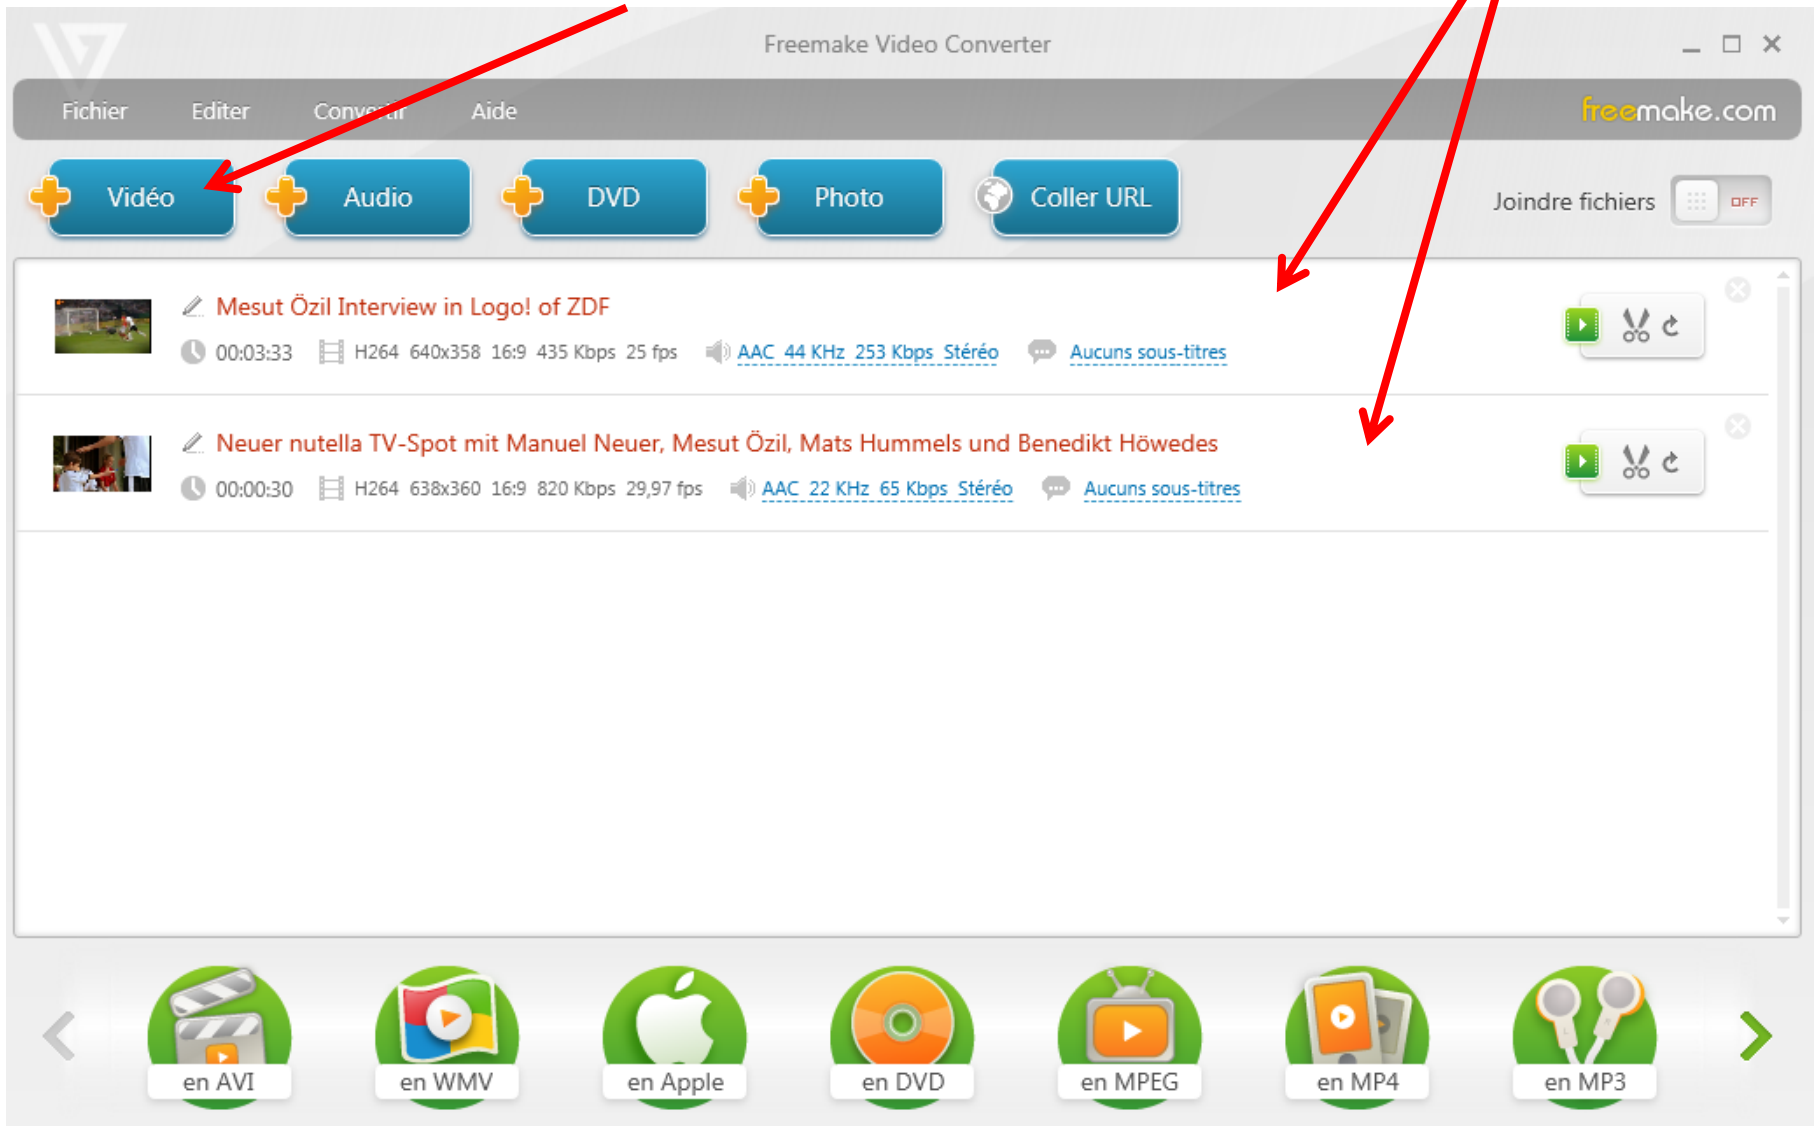 Freemake Video Converter
Fichier Editer Convertir Aide freemake.com
Vidéo Audio DVD Photo Coller URL Joindre fichiers OFF
Mesut Özil Interview in Logo! of ZDF
00:03:33 H264 640x358 16:9 435 Kbps 25 fps AAC 44 KHz 253 Kbps Stéréo Aucuns sous-titres
Neuer nutella TV-Spot mit Manuel Neuer, Mesut Özil, Mats Hummels und Benedikt Höwedes
00:00:30 H264 638x360 16:9 820 Kbps 29,97 fps AAC 22 KHz 65 Kbps Stéréo Aucuns sous-titres
en AVI en WMV en Apple en DVD en MPEG en MP4 en MP3